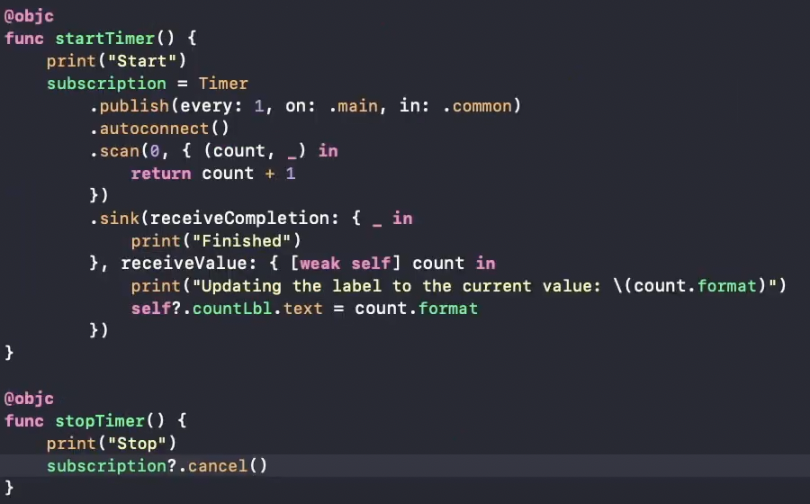 @objc
func startTimer() {
    print("Start")
    subscription = Timer
        .publish(every: 1, on: .main, in: .common)
        .autoconnect()
        .scan(0, { (count, _) in
            return count + 1
        })
        .sink(receiveCompletion: { _ in
            print("Finished")
        }, receiveValue: { [weak self] count in
            print("Updating the label to the current value: \(count.format)")
            self?.countLbl.text = count.format
        })
}

@objc
func stopTimer() {
    print("Stop")
    subscription?.cancel()
}